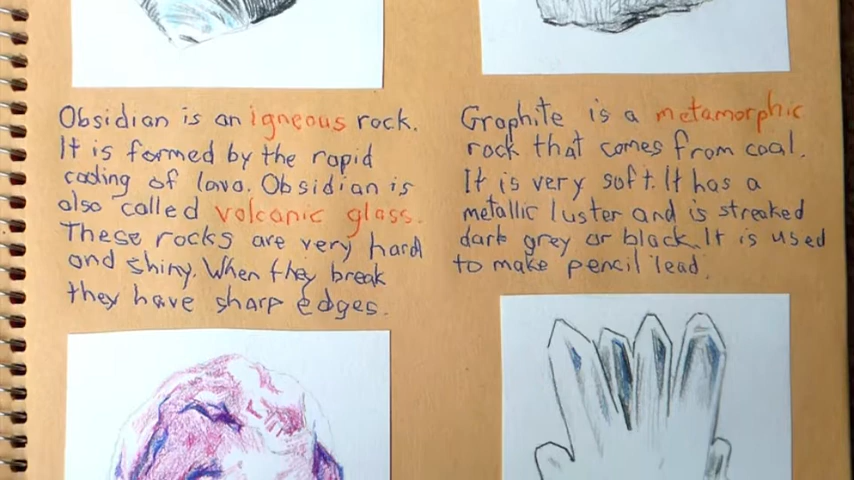 Obsidian is an igneous rock.
It is formed by the rapid
cooling of lava. Obsidian is
also called volcanic glass.
These rocks are very hard
and shiny. When they break
they have sharp edges.
Graphite is a metamorphic
rock that comes from coal.
It is very soft. It has a
metallic luster and is streaked
dark grey or black. It is used
to make pencil lead.